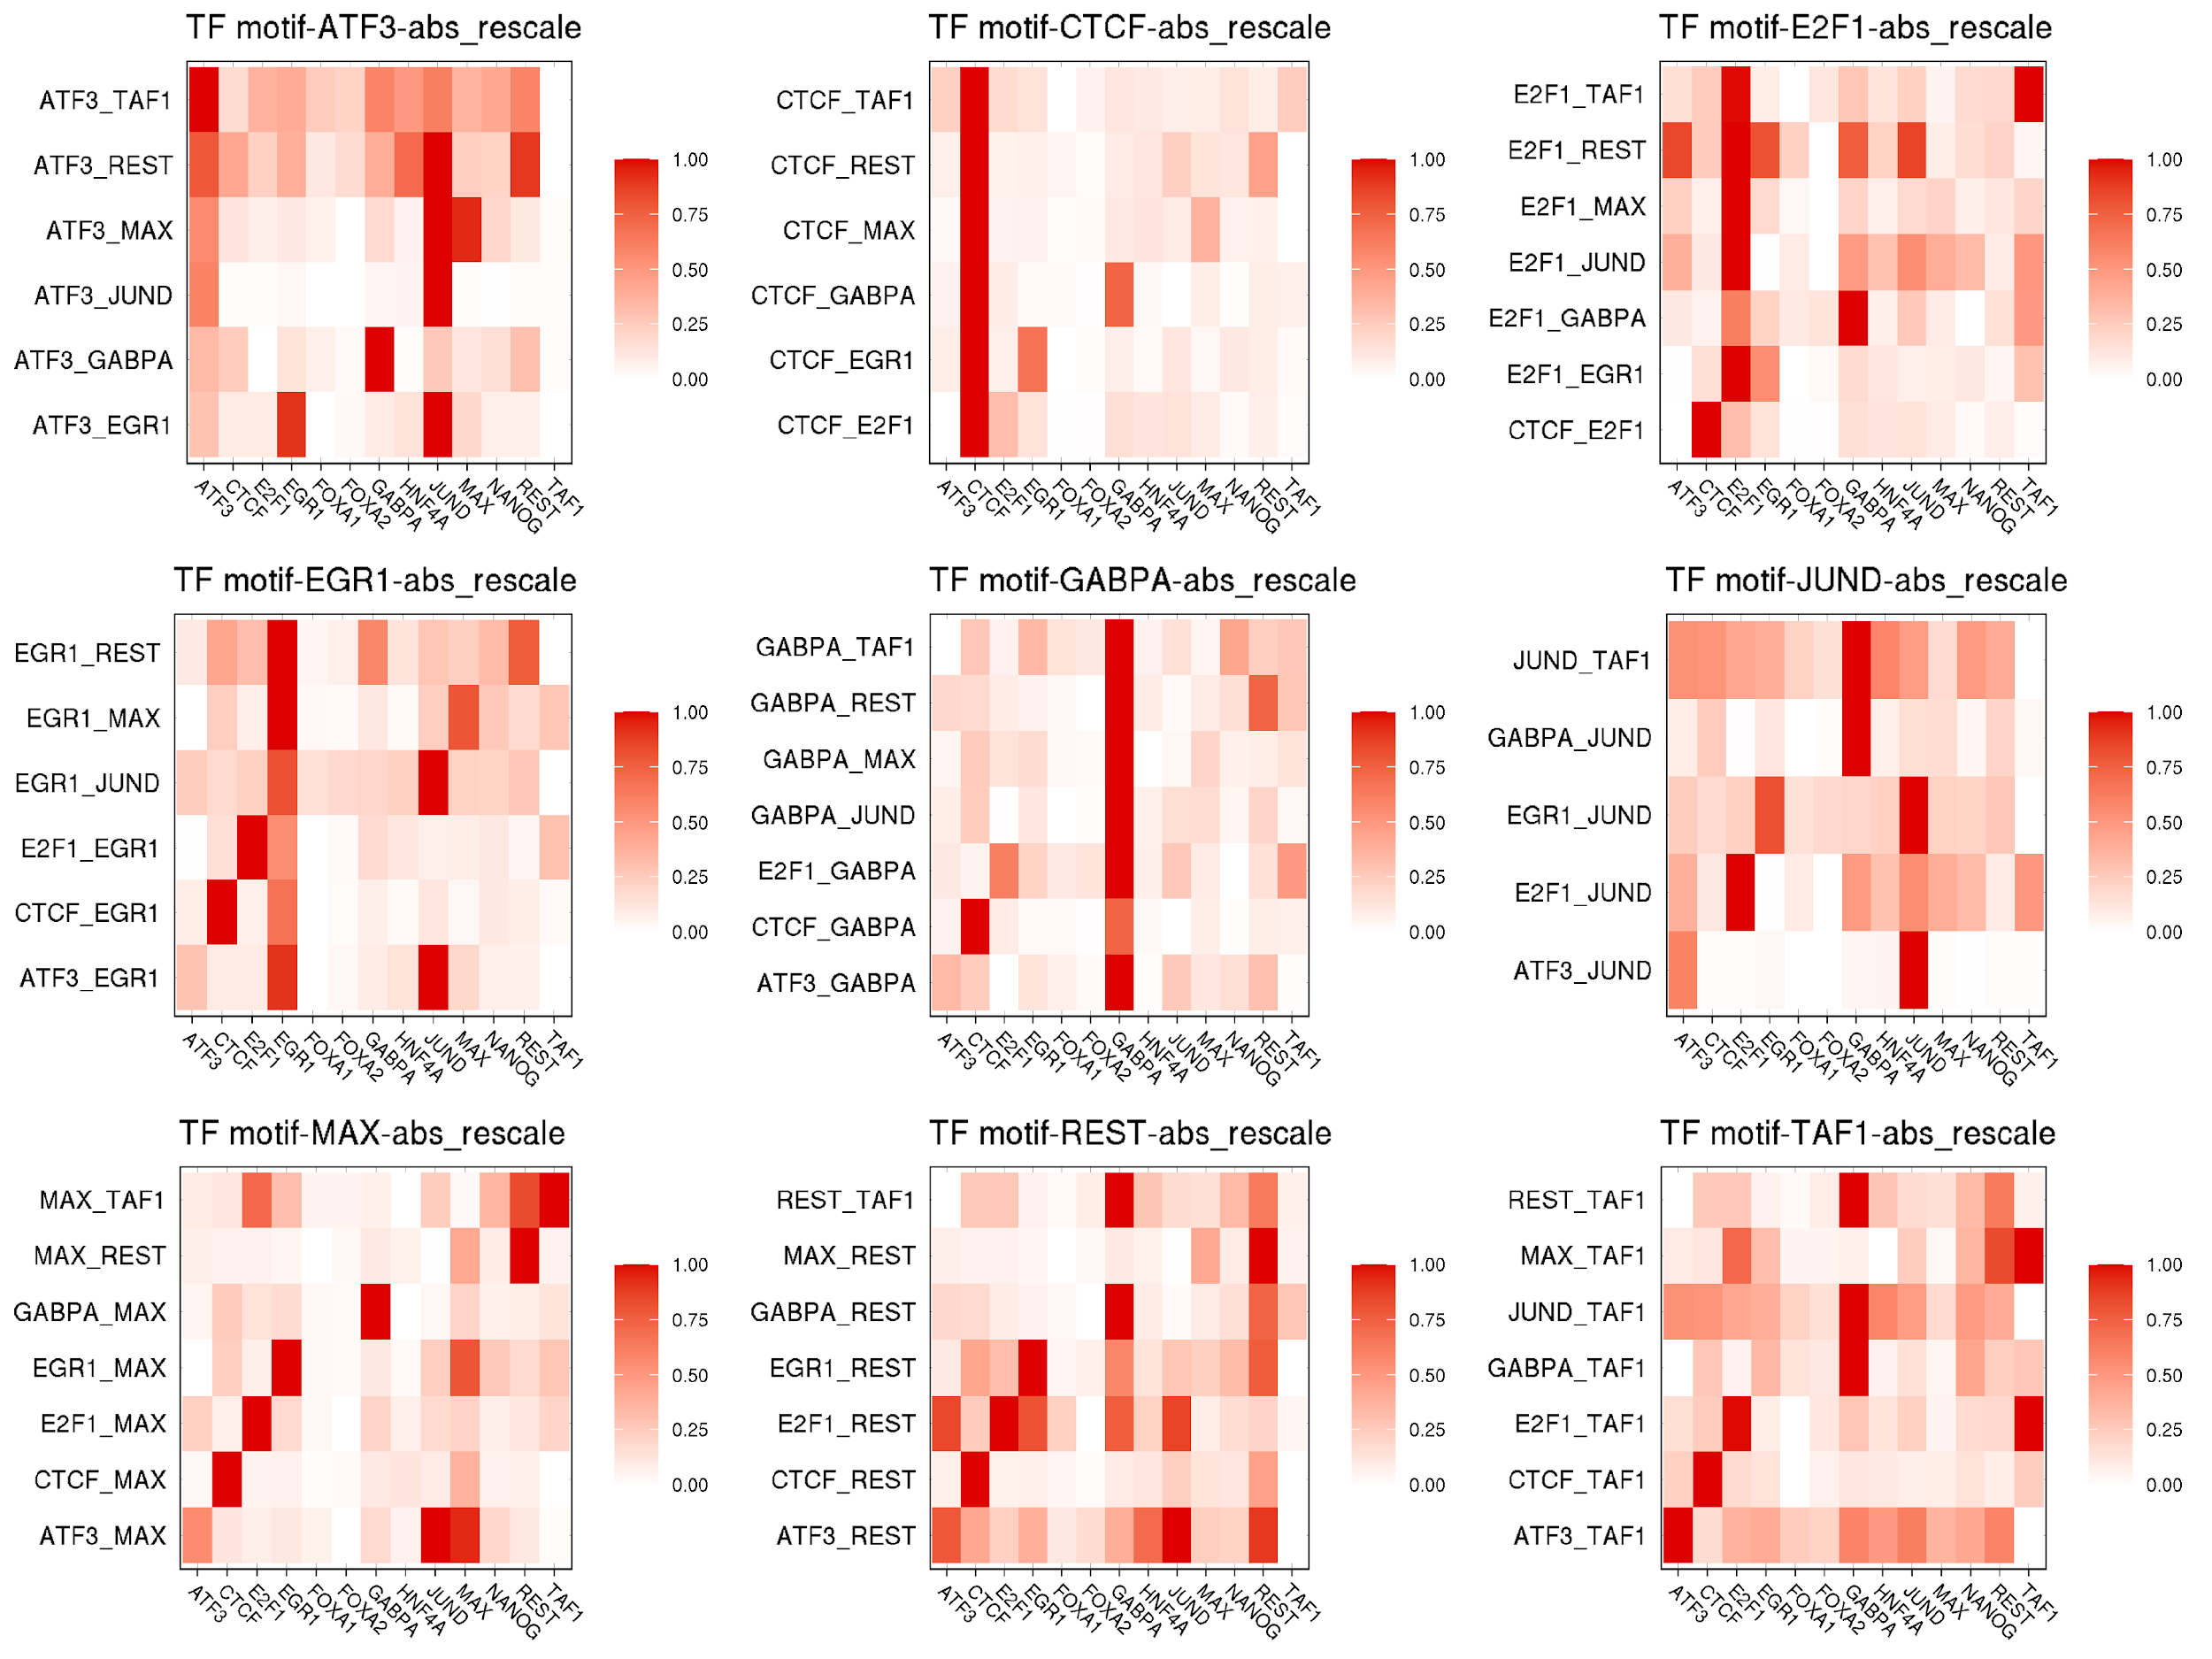 TF motif-ATF3-abs_rescale
ATF3_TAF1
ATF3_REST
ATF3_MAX
ATF3_JUND
ATF3_GABPA
ATF3_EGR1
ATF3 CTCF E2F1 EGR1 FOXA1 FOXA2 GABPA HNF4A JUND MAX NANOG REST TAF1
1.00
0.75
0.50
0.25
0.00
TF motif-CTCF-abs_rescale
CTCF_TAF1
CTCF_REST
CTCF_MAX
CTCF_GABPA
CTCF_EGR1
CTCF_E2F1
ATF3 CTCF E2F1 EGR1 FOXA1 FOXA2 GABPA HNF4A JUND MAX NANOG REST TAF1
1.00
0.75
0.50
0.25
0.00
TF motif-E2F1-abs_rescale
E2F1_TAF1
E2F1_REST
E2F1_MAX
E2F1_JUND
E2F1_GABPA
E2F1_EGR1
CTCF_E2F1
ATF3 CTCF E2F1 EGR1 FOXA1 FOXA2 GABPA HNF4A JUND MAX NANOG REST TAF1
1.00
0.75
0.50
0.25
0.00
TF motif-EGR1-abs_rescale
EGR1_REST
EGR1_MAX
EGR1_JUND
E2F1_EGR1
CTCF_EGR1
ATF3_EGR1
ATF3 CTCF E2F1 EGR1 FOXA1 FOXA2 GABPA HNF4A JUND MAX NANOG REST TAF1
1.00
0.75
0.50
0.25
0.00
TF motif-GABPA-abs_rescale
GABPA_TAF1
GABPA_REST
GABPA_MAX
GABPA_JUND
E2F1_GABPA
CTCF_GABPA
ATF3_GABPA
ATF3 CTCF E2F1 EGR1 FOXA1 FOXA2 GABPA HNF4A JUND MAX NANOG REST TAF1
1.00
0.75
0.50
0.25
0.00
TF motif-JUND-abs_rescale
JUND_TAF1
GABPA_JUND
EGR1_JUND
E2F1_JUND
ATF3_JUND
ATF3 CTCF E2F1 EGR1 FOXA1 FOXA2 GABPA HNF4A JUND MAX NANOG REST TAF1
1.00
0.75
0.50
0.25
0.00
TF motif-MAX-abs_rescale
MAX_TAF1
MAX_REST
GABPA_MAX
EGR1_MAX
E2F1_MAX
CTCF_MAX
ATF3_MAX
ATF3 CTCF E2F1 EGR1 FOXA1 FOXA2 GABPA HNF4A JUND MAX NANOG REST TAF1
1.00
0.75
0.50
0.25
0.00
TF motif-REST-abs_rescale
REST_TAF1
MAX_REST
GABPA_REST
EGR1_REST
E2F1_REST
CTCF_REST
ATF3_REST
ATF3 CTCF E2F1 EGR1 FOXA1 FOXA2 GABPA HNF4A JUND MAX NANOG REST TAF1
1.00
0.75
0.50
0.25
0.00
TF motif-TAF1-abs_rescale
REST_TAF1
MAX_TAF1
JUND_TAF1
GABPA_TAF1
E2F1_TAF1
CTCF_TAF1
ATF3_TAF1
ATF3 CTCF E2F1 EGR1 FOXA1 FOXA2 GABPA HNF4A JUND MAX NANOG REST TAF1
1.00
0.75
0.50
0.25
0.00